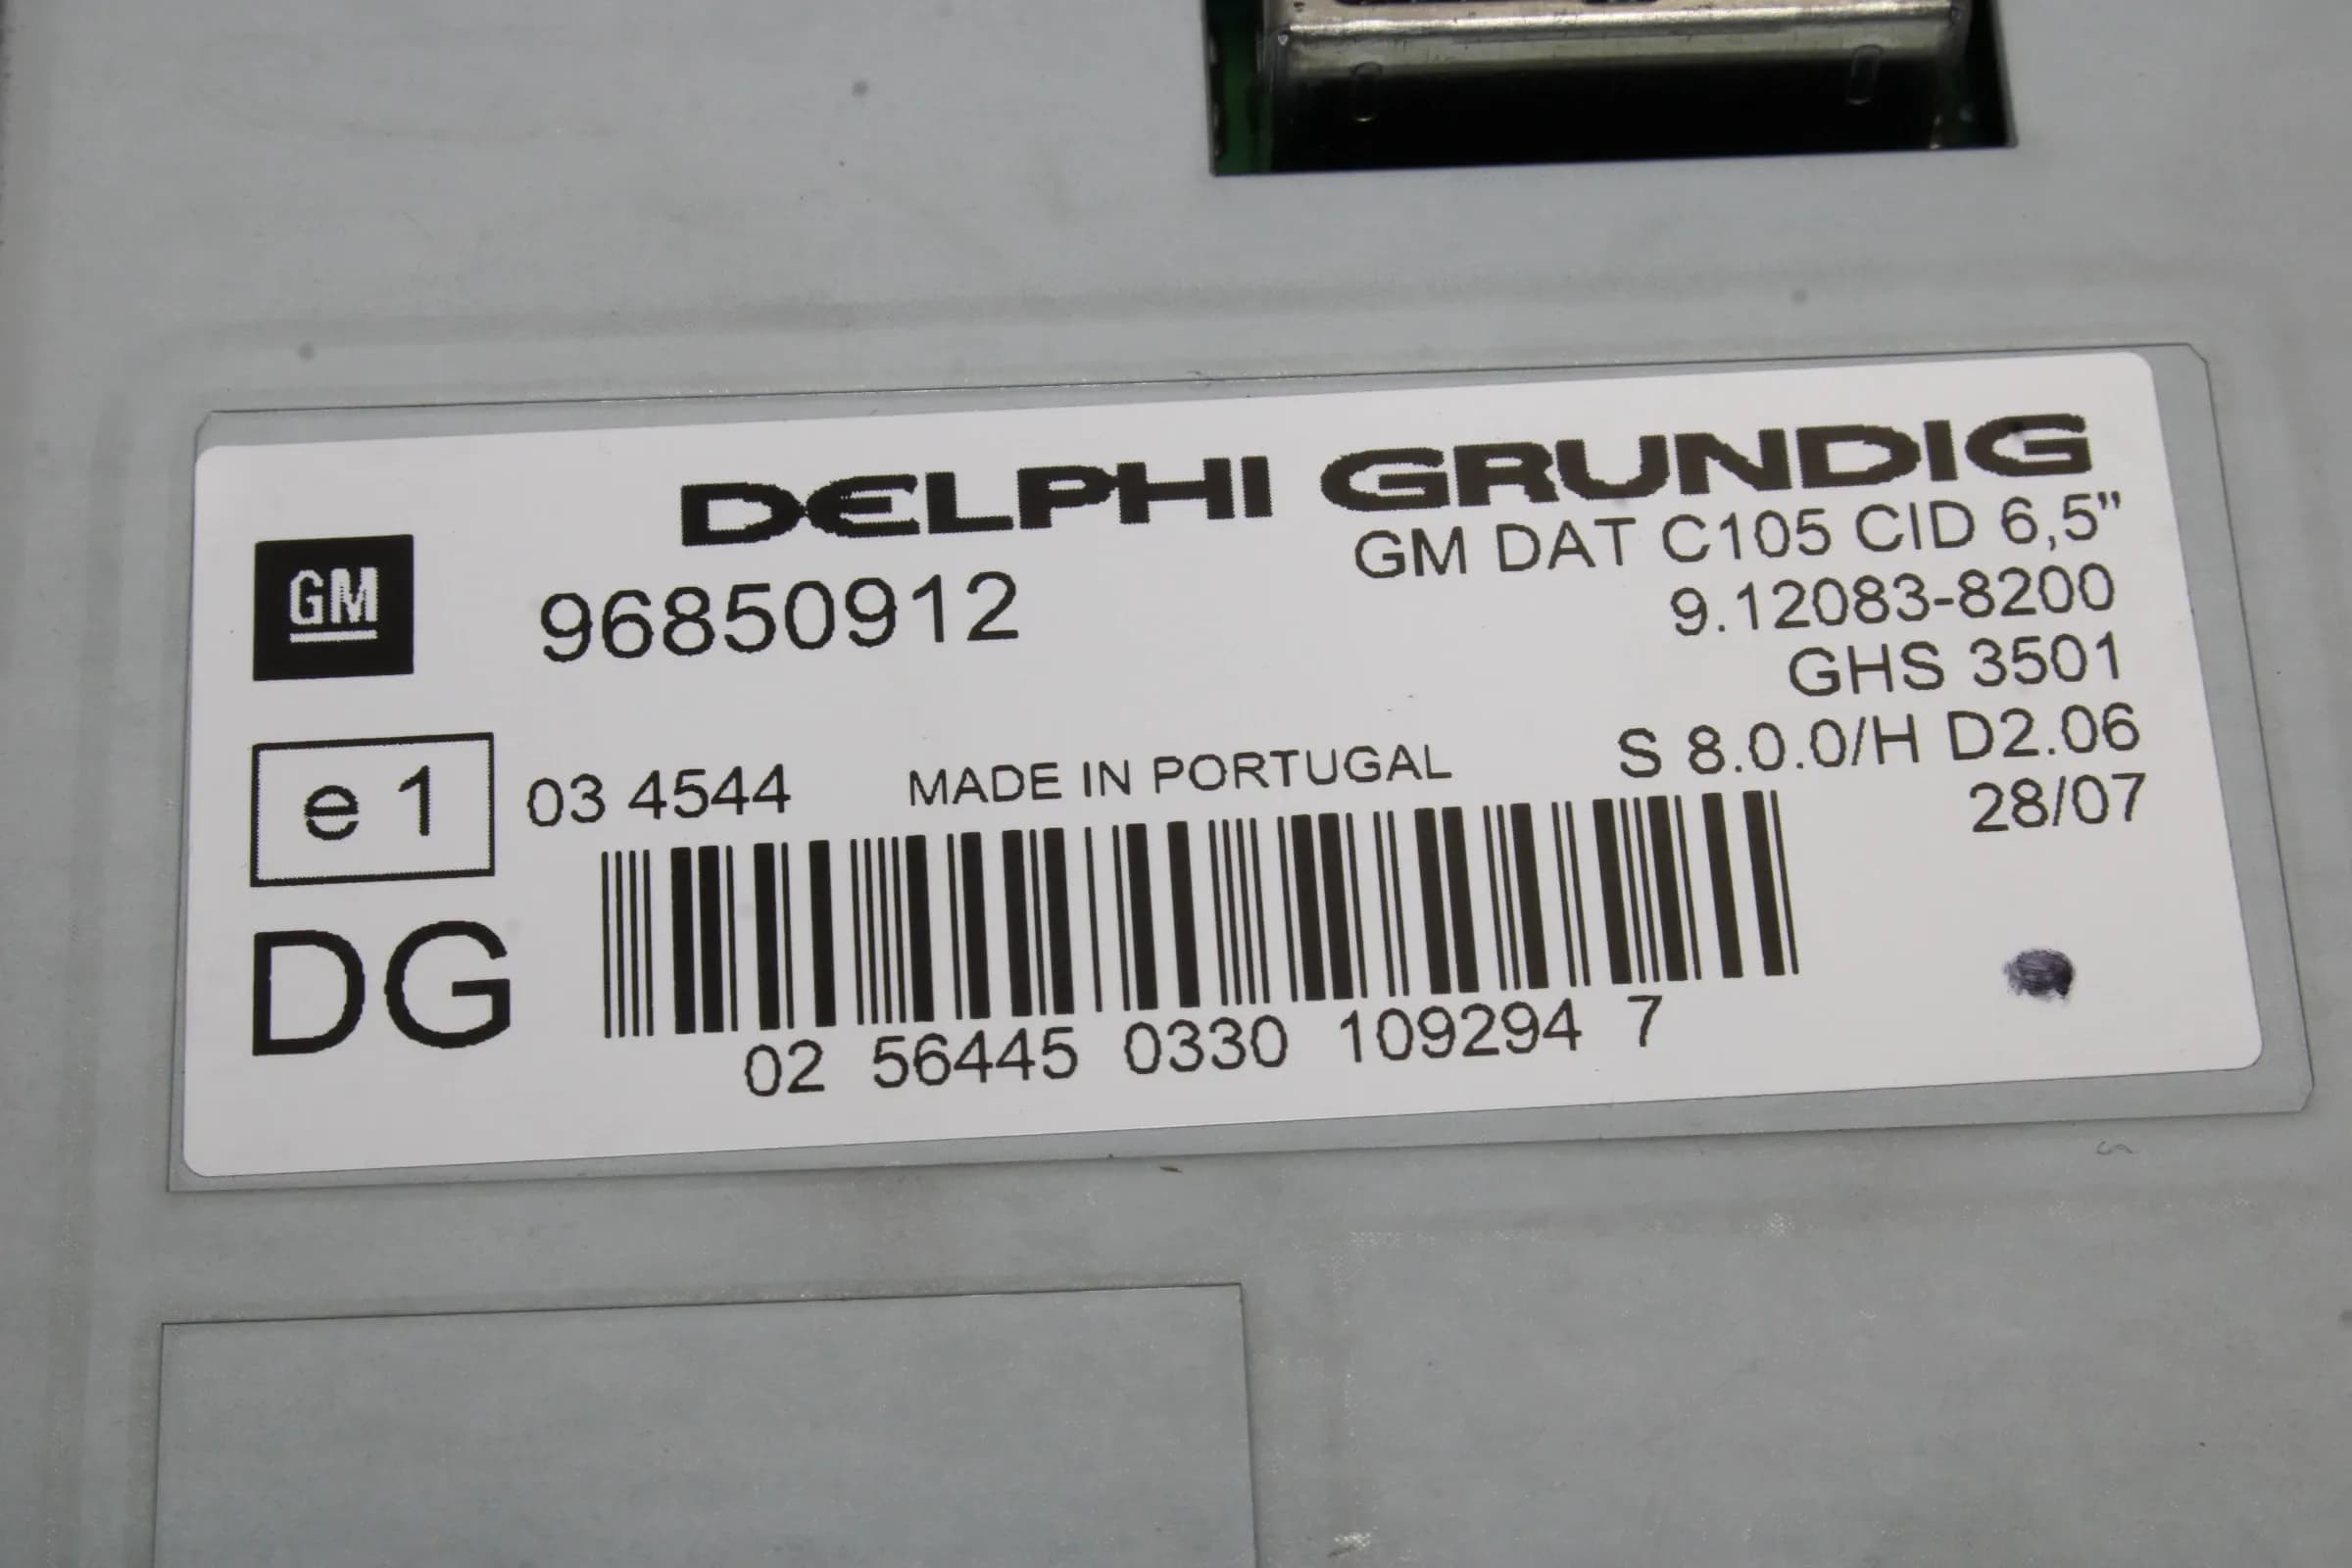 DELPHI GRUNDIG
GM DAT C105 CID 6,5"
GM
96850912
9.12083-8200
GHS 3501
S 8.0.0/H D2.06
e1
03 4544
MADE IN PORTUGAL
28/07
DG
02 56445 0330 109294 7